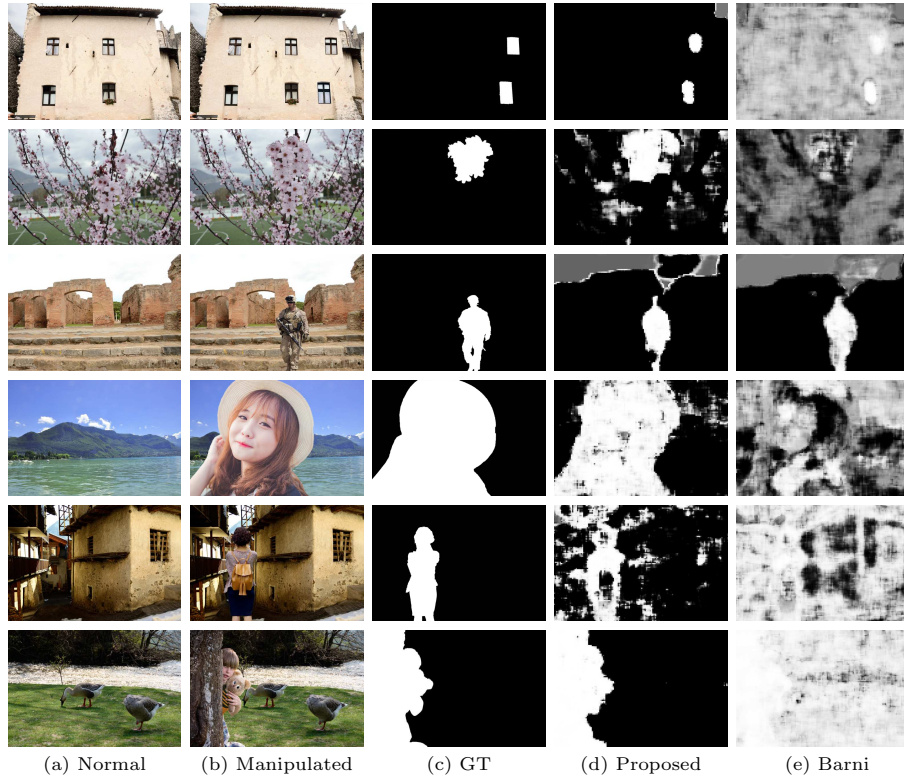 (a) Normal
(b) Manipulated
(c) GT
(d) Proposed
(e) Barni